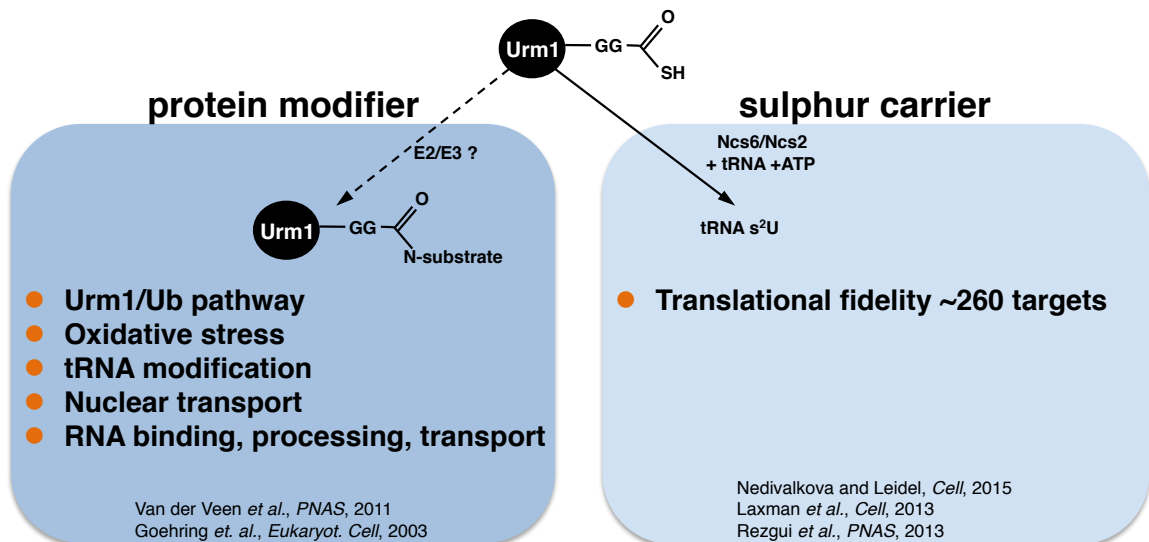 Urm1
GG
O
SH
protein modifier
sulphur carrier
E2/E3 ?
Ncs6/Ncs2
+ tRNA +ATP
Urm1
GG
O
N-substrate
tRNA s²U
Urm1/Ub pathway
Oxidative stress
tRNA modification
Nuclear transport
RNA binding, processing, transport
Translational fidelity ~260 targets
Van der Veen et al., PNAS, 2011
Goehring et. al., Eukaryot. Cell, 2003
Nedivalkova and Leidel, Cell, 2015
Laxman et al., Cell, 2013
Rezgui et al., PNAS, 2013